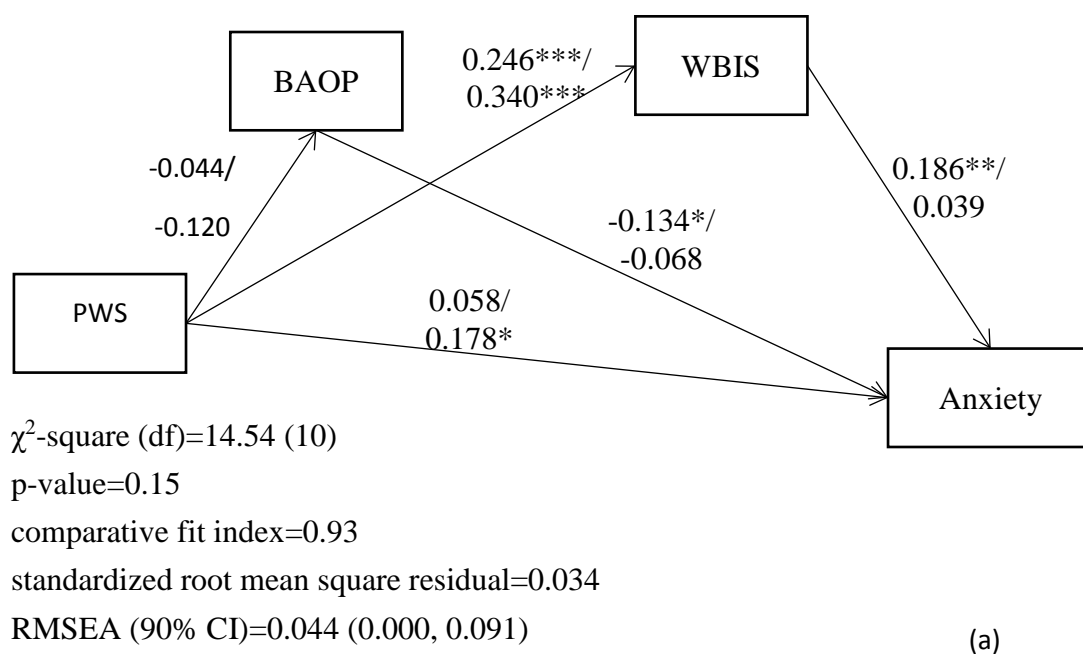 BAOP
0.246***/
0.340***
WBIS
-0.044/
-0.120
0.186**/
0.039
-0.134*/
-0.068
PWS
0.058/
0.178*
Anxiety
χ²-square (df)=14.54 (10)
p-value=0.15
comparative fit index=0.93
standardized root mean square residual=0.034
RMSEA (90% CI)=0.044 (0.000, 0.091)
(a)